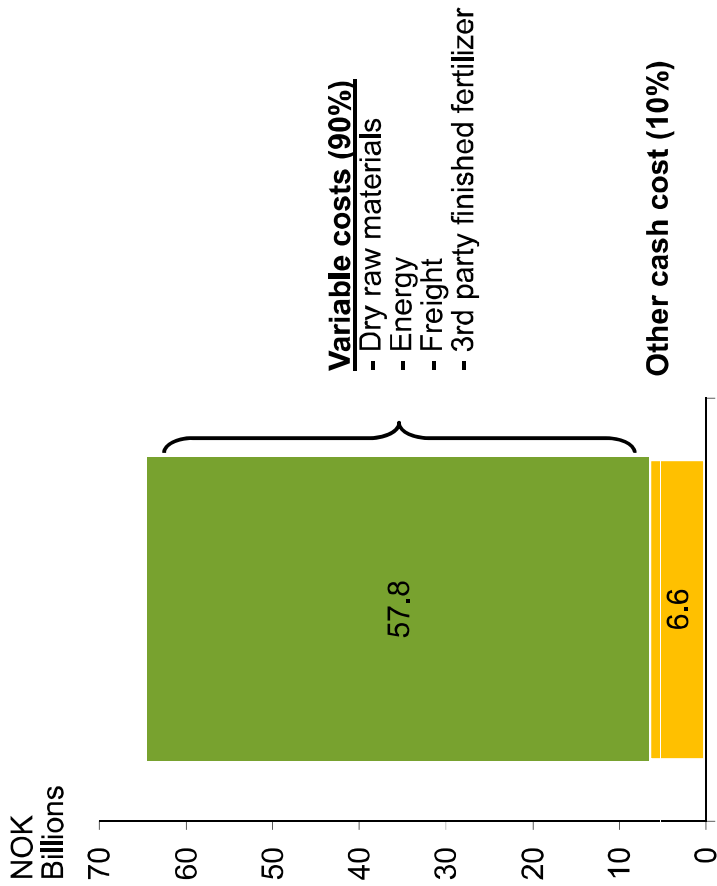 NOK
Billions
70
60
50
40
30
20
10
0
57.8
6.6
Variable costs (90%)
- Dry raw materials
- Energy
- Freight
- 3rd party finished fertilizer
Other cash cost (10%)